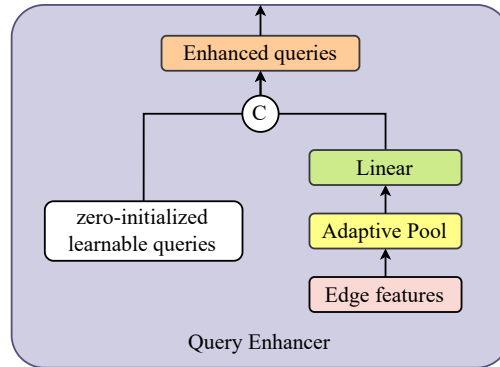 Enhanced queries
C
Linear
zero-initialized
learnable queries
Adaptive Pool
Edge features
Query Enhancer